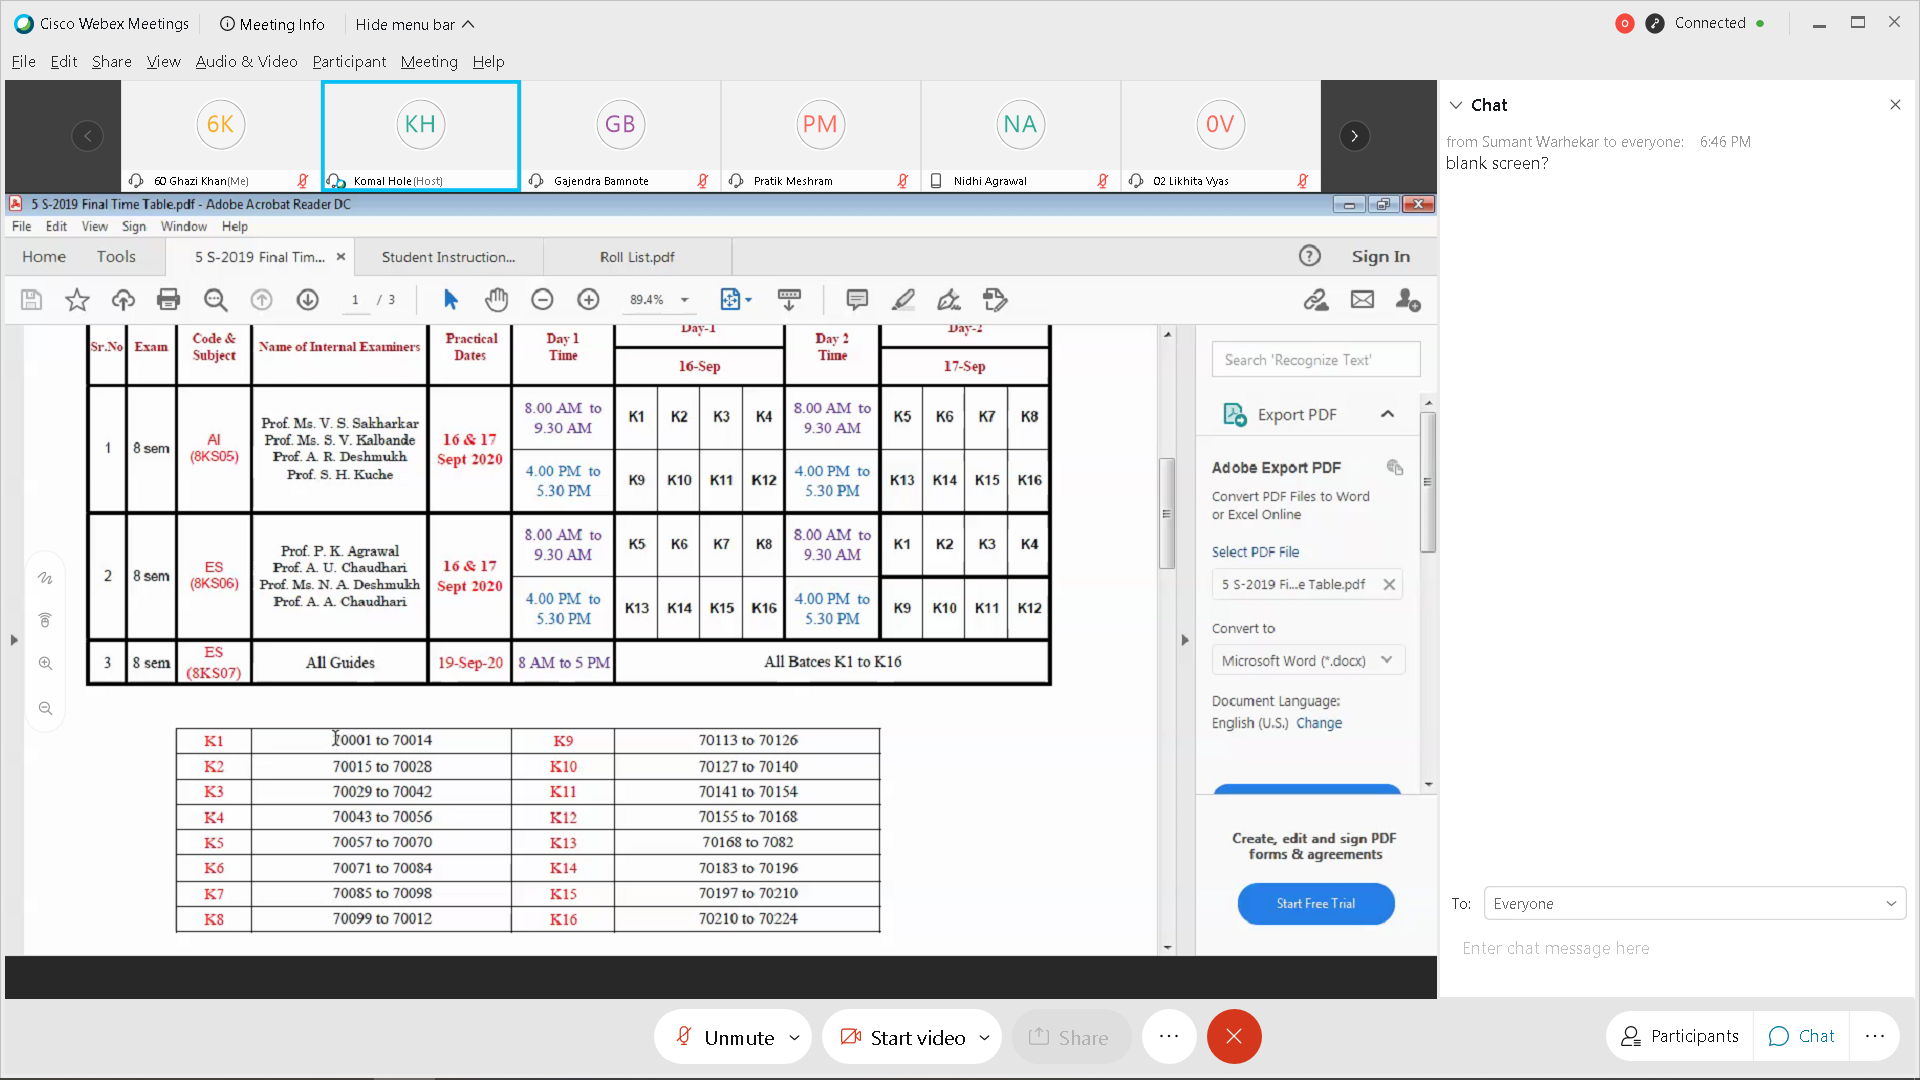 Cisco Webex Meetings Meeting Info Hide menu bar Connected
File Edit Share View Audio & Video Participant Meeting Help
6K KH GB PM NA 0V
60 Ghazi Khan(Me) Komal Hole(Host) Gajendra Bamnote Pratik Meshram Nidhi Agrawal 02 Likhita Vyas
5 S-2019 Final Time Table.pdf - Adobe Acrobat Reader DC
File Edit View Sign Window Help
Home Tools 5 S-2019 Final Tim... Student Instruction... Roll List.pdf Sign In
1 / 3 89.4%
Sr.No Exam Code & Subject Name of Internal Examiners Practical Dates Day 1 Time Day-1 Day 2 Time Day-2
16-Sep 17-Sep
1 8 sem AI (8KS05) Prof. Ms. V. S. Sakharkar
Prof. Ms. S. V. Kalbande
Prof. A. R. Deshmukh
Prof. S. H. Kuche
16 & 17 Sept 2020
8.00 AM to 9.30 AM K1 K2 K3 K4 8.00 AM to 9.30 AM K5 K6 K7 K8
4.00 PM to 5.30 PM K9 K10 K11 K12 4.00 PM to 5.30 PM K13 K14 K15 K16
2 8 sem ES (8KS06) Prof. P. K. Agrawal
Prof. A. U. Chaudhari
Prof. Ms. N. A. Deshmukh
Prof. A. A. Chaudhari
16 & 17 Sept 2020
8.00 AM to 9.30 AM K5 K6 K7 K8 8.00 AM to 9.30 AM K1 K2 K3 K4
4.00 PM to 5.30 PM K13 K14 K15 K16 4.00 PM to 5.30 PM K9 K10 K11 K12
3 8 sem ES (8KS07) All Guides 19-Sep-20 8 AM to 5 PM All Batces K1 to K16
K1 70001 to 70014 K9 70113 to 70126
K2 70015 to 70028 K10 70127 to 70140
K3 70029 to 70042 K11 70141 to 70154
K4 70043 to 70056 K12 70155 to 70168
K5 70057 to 70070 K13 70168 to 7082
K6 70071 to 70084 K14 70183 to 70196
K7 70085 to 70098 K15 70197 to 70210
K8 70099 to 70012 K16 70210 to 70224
Search 'Recognize Text'
Export PDF
Adobe Export PDF
Convert PDF Files to Word
or Excel Online
Select PDF File
5 S-2019 Fi...e Table.pdf
Convert to
Microsoft Word (*.docx)
Document Language:
English (U.S.) Change
Create, edit and sign PDF
forms & agreements
Start Free Trial
Chat
from Sumant Warhekar to everyone: 6:46 PM
blank screen?
To: Everyone
Enter chat message here
Unmute Start video Share Participants Chat